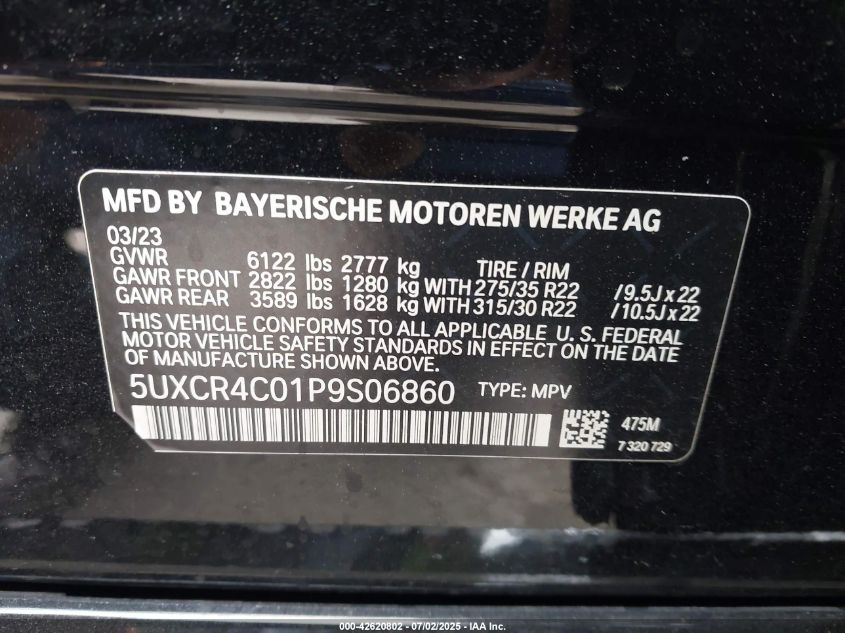 MFD BY BAYERISCHE MOTOREN WERKE AG
03/23
GVWR 6122 lbs 2777 kg TIRE / RIM
GAWR FRONT 2822 lbs 1280 kg WITH 275/35 R22 /9.5J x 22
GAWR REAR 3589 lbs 1628 kg WITH 315/30 R22 /10.5J x 22
THIS VEHICLE CONFORMS TO ALL APPLICABLE U. S. FEDERAL
MOTOR VEHICLE SAFETY STANDARDS IN EFFECT ON THE DATE
OF MANUFACTURE SHOWN ABOVE.
5UXCR4C01P9S06860 TYPE: MPV
475M
7 320 729
000-42620802 - 07/02/2025 - IAA Inc.